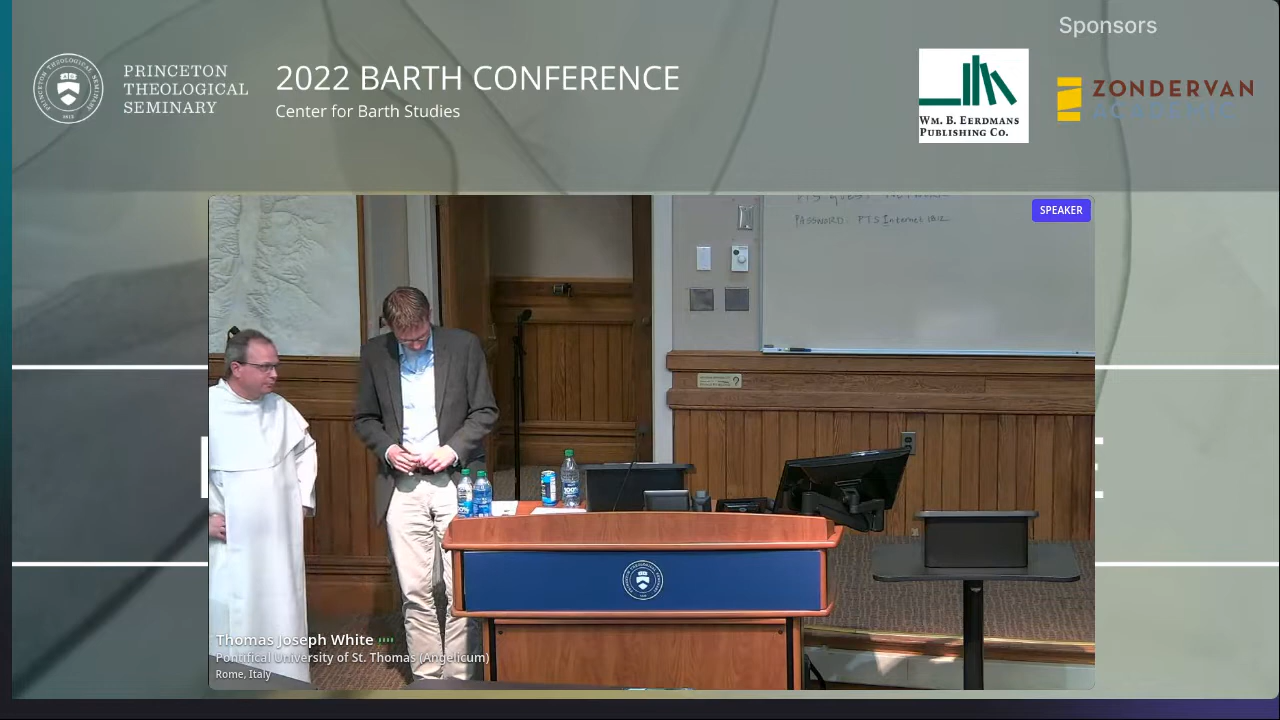 Sponsors
PRINCETON
THEOLOGICAL
SEMINARY
2022 BARTH CONFERENCE
Center for Barth Studies
WM. B. EERDMANS
PUBLISHING CO.
ZONDERVAN
ACADEMIC
SPEAKER
PASSWORD: PTS Internet 1812
Thomas Joseph White
Pontifical University of St. Thomas (Angelicum)
Rome, Italy